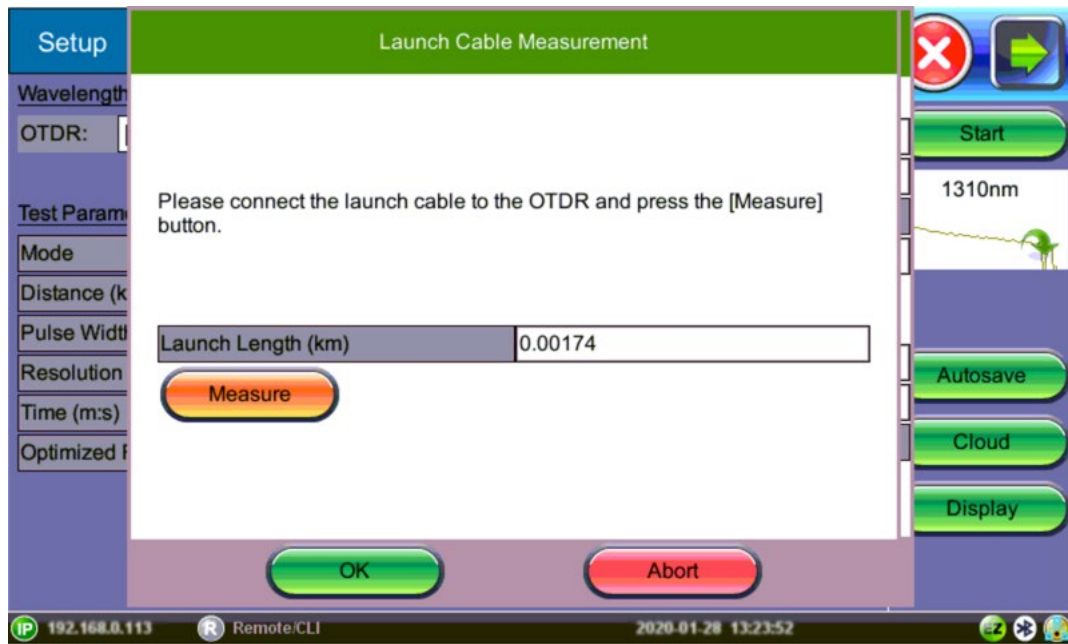 Setup
Launch Cable Measurement
Wavelength
OTDR:
Start
1310nm
Test Param
Please connect the launch cable to the OTDR and press the [Measure]
button.
Mode
Distance (k
Pulse Widt
Launch Length (km) 0.00174
Resolution
Measure
Autosave
Time (m:s)
Optimized
Cloud
Display
OK
Abort
IP 192.168.0.113 R Remote/CLI 2020-01-28 13:23:52 EZ